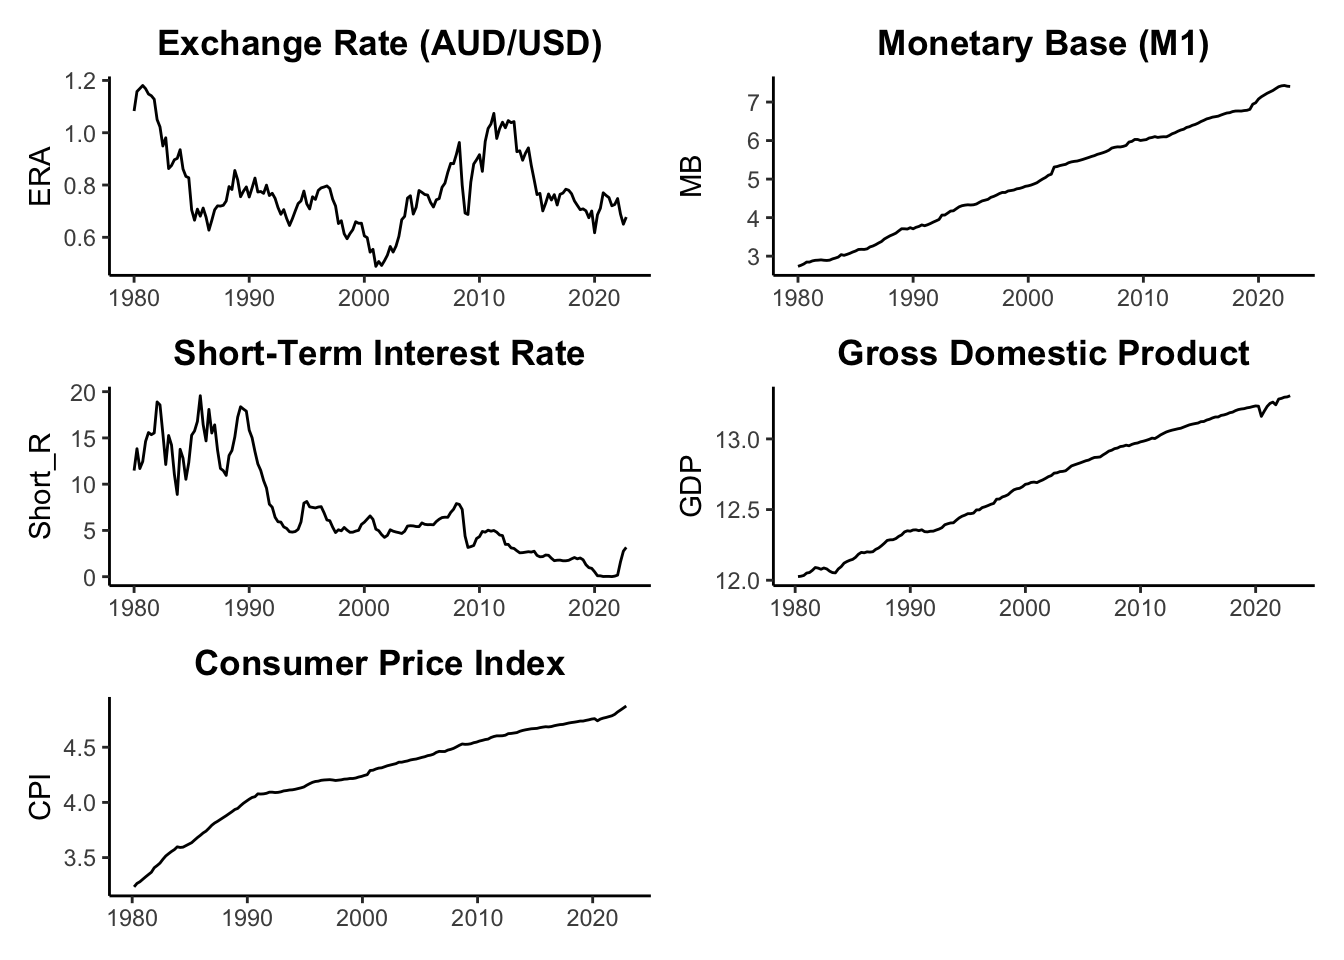 Exchange Rate (AUD/USD)
ERA
1.2
1.0
0.8
0.6
1980 1990 2000 2010 2020
Monetary Base (M1)
MB
7
6
5
4
3
1980 1990 2000 2010 2020
Short-Term Interest Rate
Short_R
20
15
10
5
0
1980 1990 2000 2010 2020
Gross Domestic Product
GDP
13.0
12.5
12.0
1980 1990 2000 2010 2020
Consumer Price Index
CPI
4.5
4.0
3.5
1980 1990 2000 2010 2020